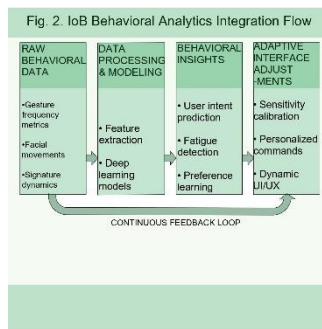 Fig. 2. IoB Behavioral Analytics Integration Flow
RAW
BEHAVIORAL
DATA
•Gesture
frequency
metrics
•Facial
movements
•Signature
dynamics
DATA
PROCESSING
& MODELING
• Feature
extraction
• Deep
learning
models
BEHAVIORAL
INSIGHTS
• User intent
prediction
• Fatigue
detection
• Preference
learning
ADAPTIVE
INTERFACE
ADJUST
-MENTS
• Sensitivity
calibration
• Personalized
commands
• Dynamic
UI/UX
CONTINUOUS FEEDBACK LOOP